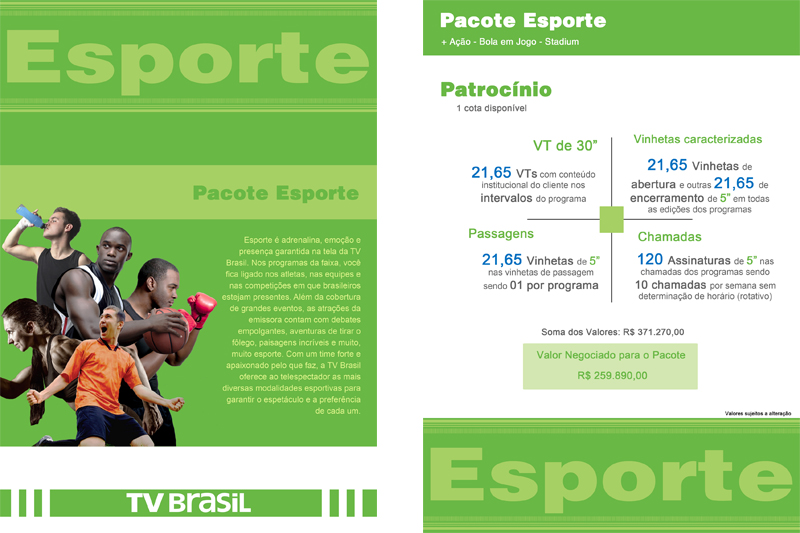 Esporte
Pacote Esporte
Esporte é adrenalina, emoção e
presença garantida na tela da TV
Brasil. Nos programas da faixa, você
fica ligado nos atletas, nas equipes e
nas competições em que brasileiros
estejam presentes. Além da cobertura
de grandes eventos, as atrações da
emissora contam com debates
empolgantes, aventuras de tirar o
fôlego, paisagens incríveis e muito,
muito esporte. Com um time forte e
apaixonado pelo que faz, a TV Brasil
oferece ao telespectador as mais
diversas modalidades esportivas para
garantir o espetáculo e a preferência
de cada um.
TV BRASIL
Pacote Esporte
+ Ação - Bola em Jogo - Stadium
Patrocínio
1 cota disponível
VT de 30”
21,65 VTs com conteúdo
institucional do cliente nos
intervalos do programa
Vinhetas caracterizadas
21,65 Vinhetas de
abertura e outras 21,65 de
encerramento de 5” em todas
as edições dos programas
Passagens
21,65 Vinhetas de 5”
nas vinhetas de passagem
sendo 01 por programa
Chamadas
120 Assinaturas de 5” nas
chamadas dos programas sendo
10 chamadas por semana sem
determinação de horário (rotativo)
Soma dos Valores: R$ 371.270,00
Valor Negociado para o Pacote
R$ 259.890,00
Valores sujeitos a alteração
Esporte